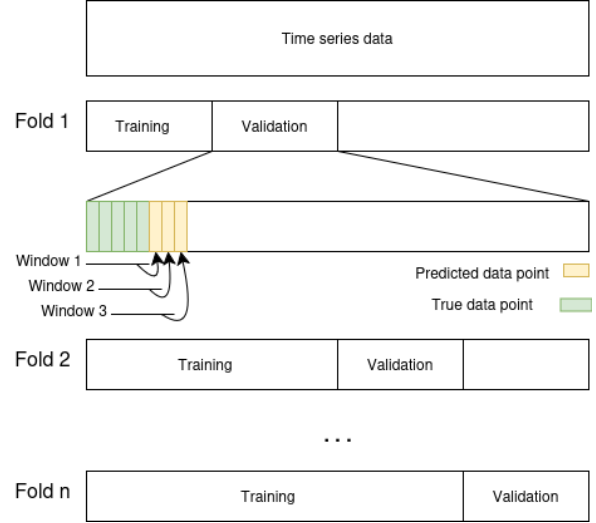 Time series data
Fold 1
Training
Validation
Window 1
Window 2
Window 3
Predicted data point
True data point
Fold 2
Training
Validation
...
Fold n
Training
Validation